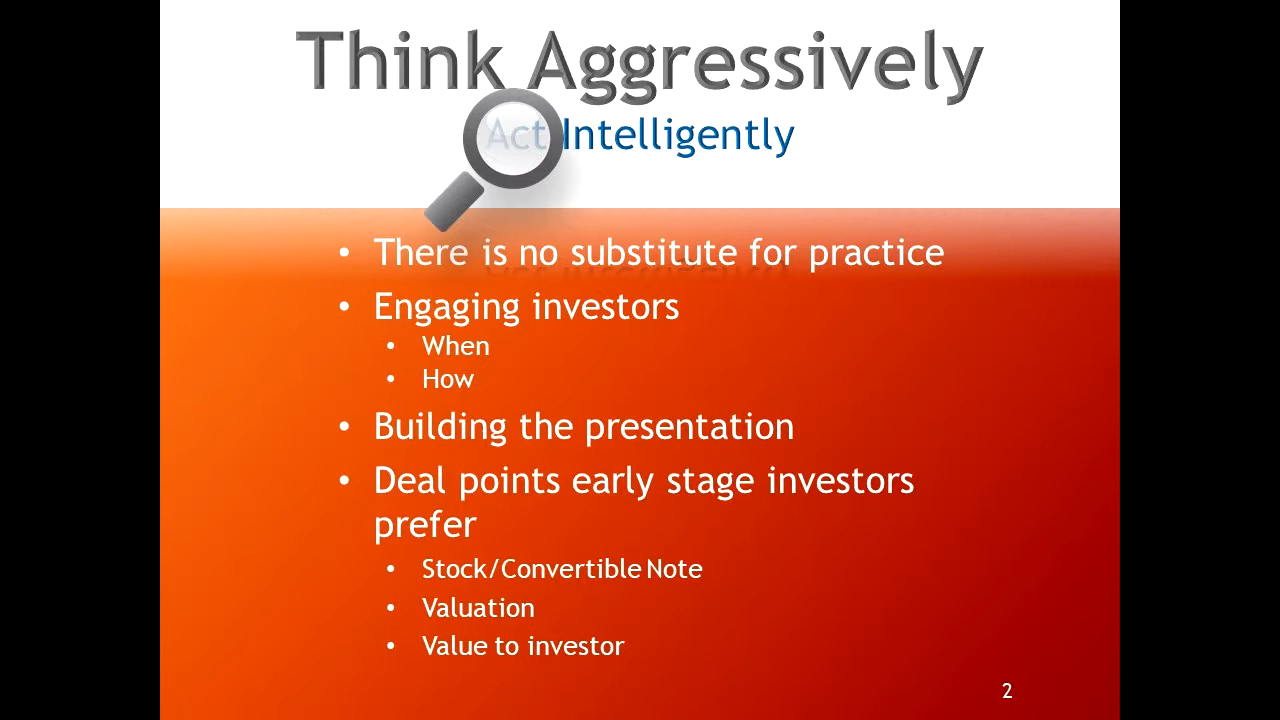 Think Aggressively
Act Intelligently
• There is no substitute for practice
• Engaging investors
• When
• How
• Building the presentation
• Deal points early stage investors
prefer
• Stock/Convertible Note
• Valuation
• Value to investor
2